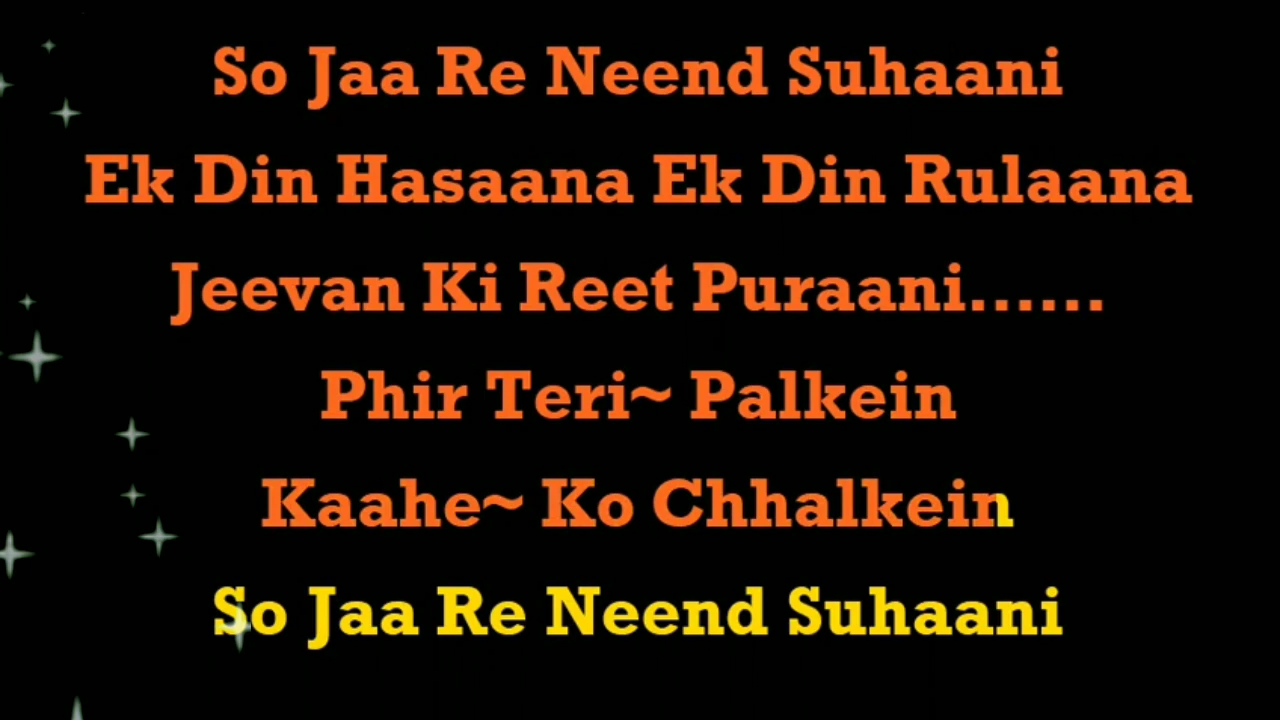 So Jaa Re Neend Suhaani
Ek Din Hasaana Ek Din Rulaana
Jeevan Ki Reet Puraani......
Phir Teri~ Palkein
Kaahe~ Ko Chhalkein
So Jaa Re Neend Suhaani